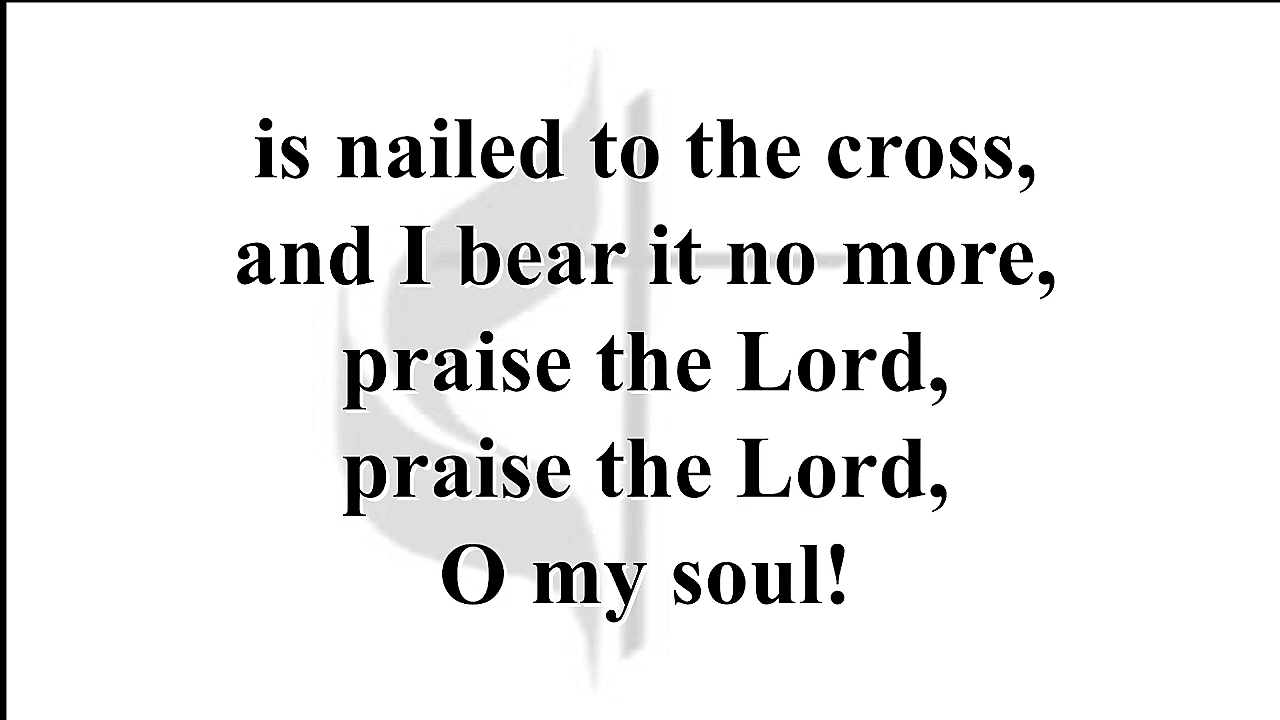 is nailed to the cross,
and I bear it no more,
praise the Lord,
praise the Lord,
O my soul!